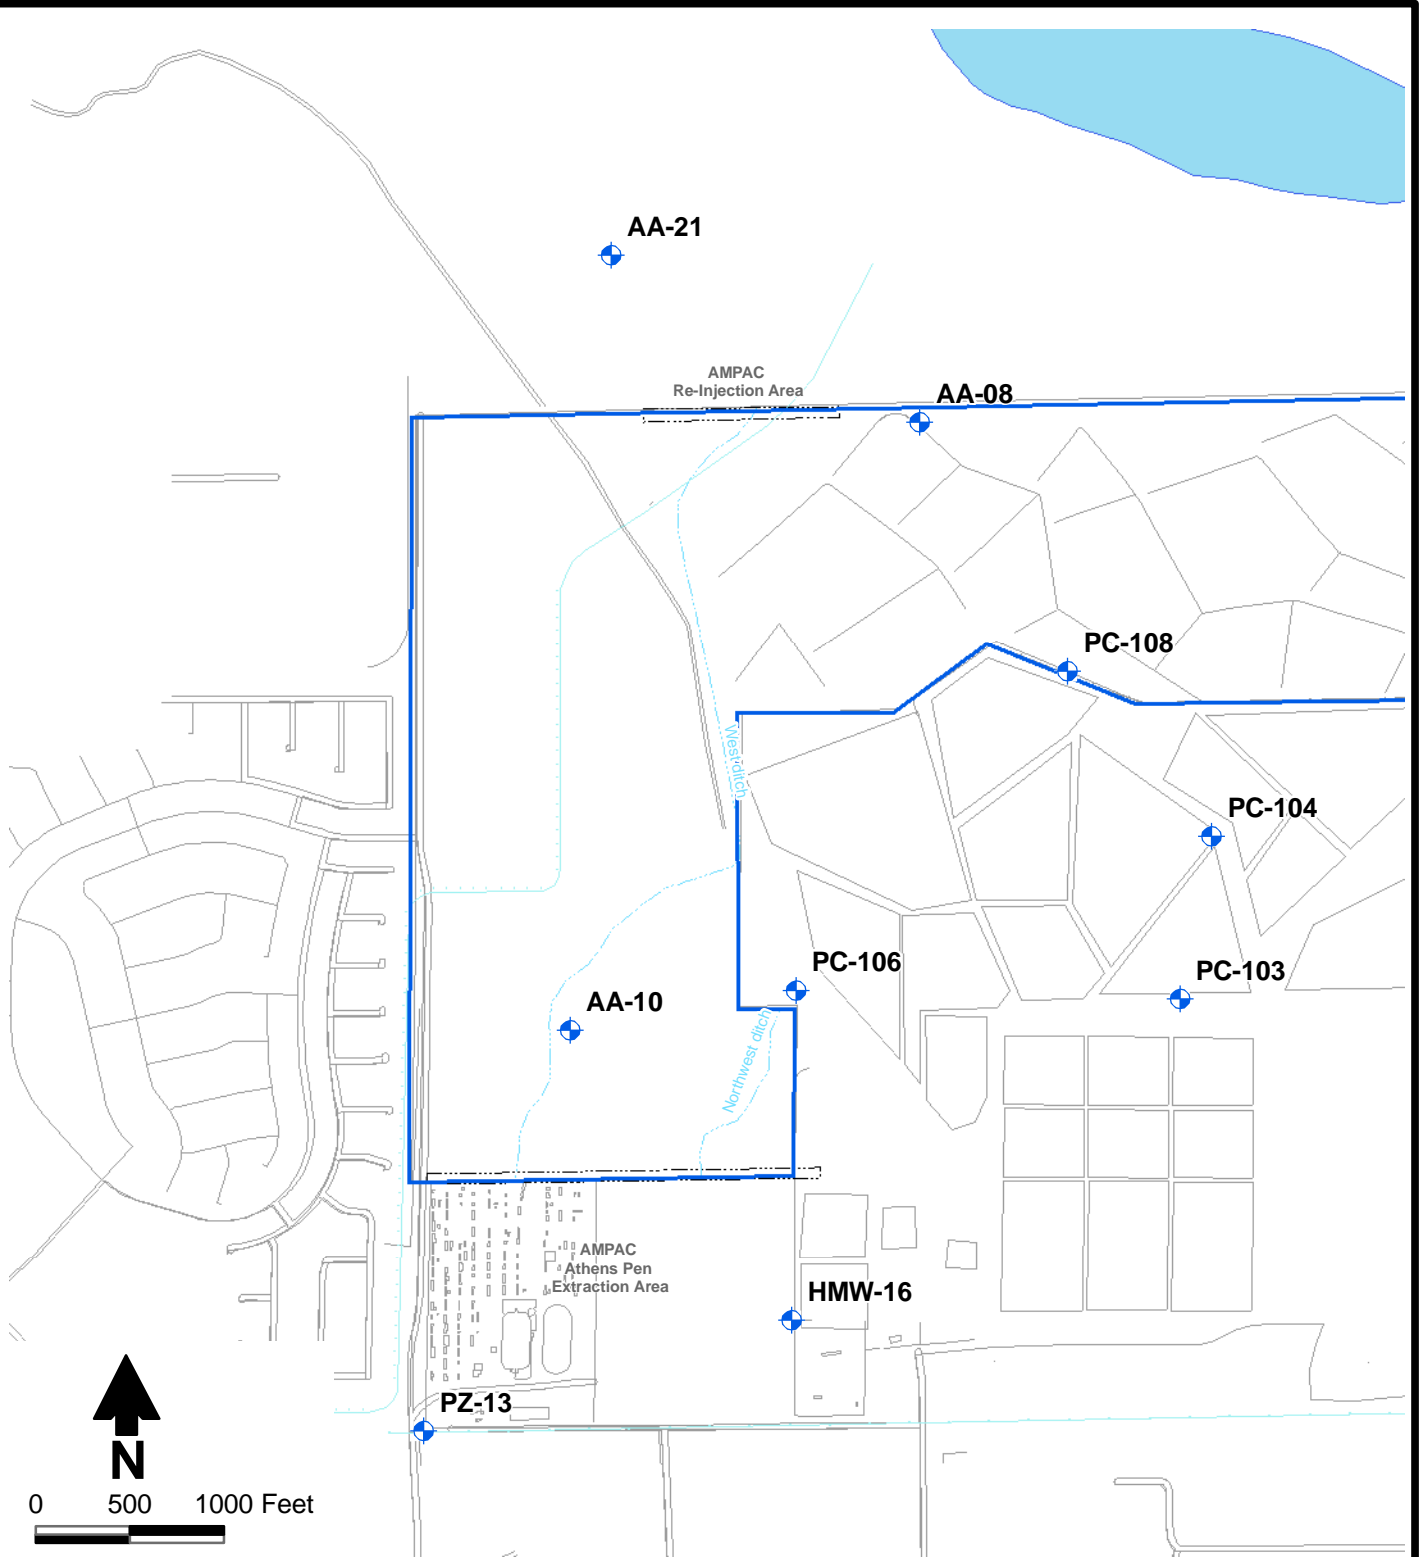 AA-21
AMPAC
Re-Injection Area
AA-08
PC-108
West ditch
PC-104
PC-106
PC-103
AA-10
Northwest ditch
AMPAC
Athens Pen
Extraction Area
HMW-16
PZ-13
N
0 500 1000 Feet